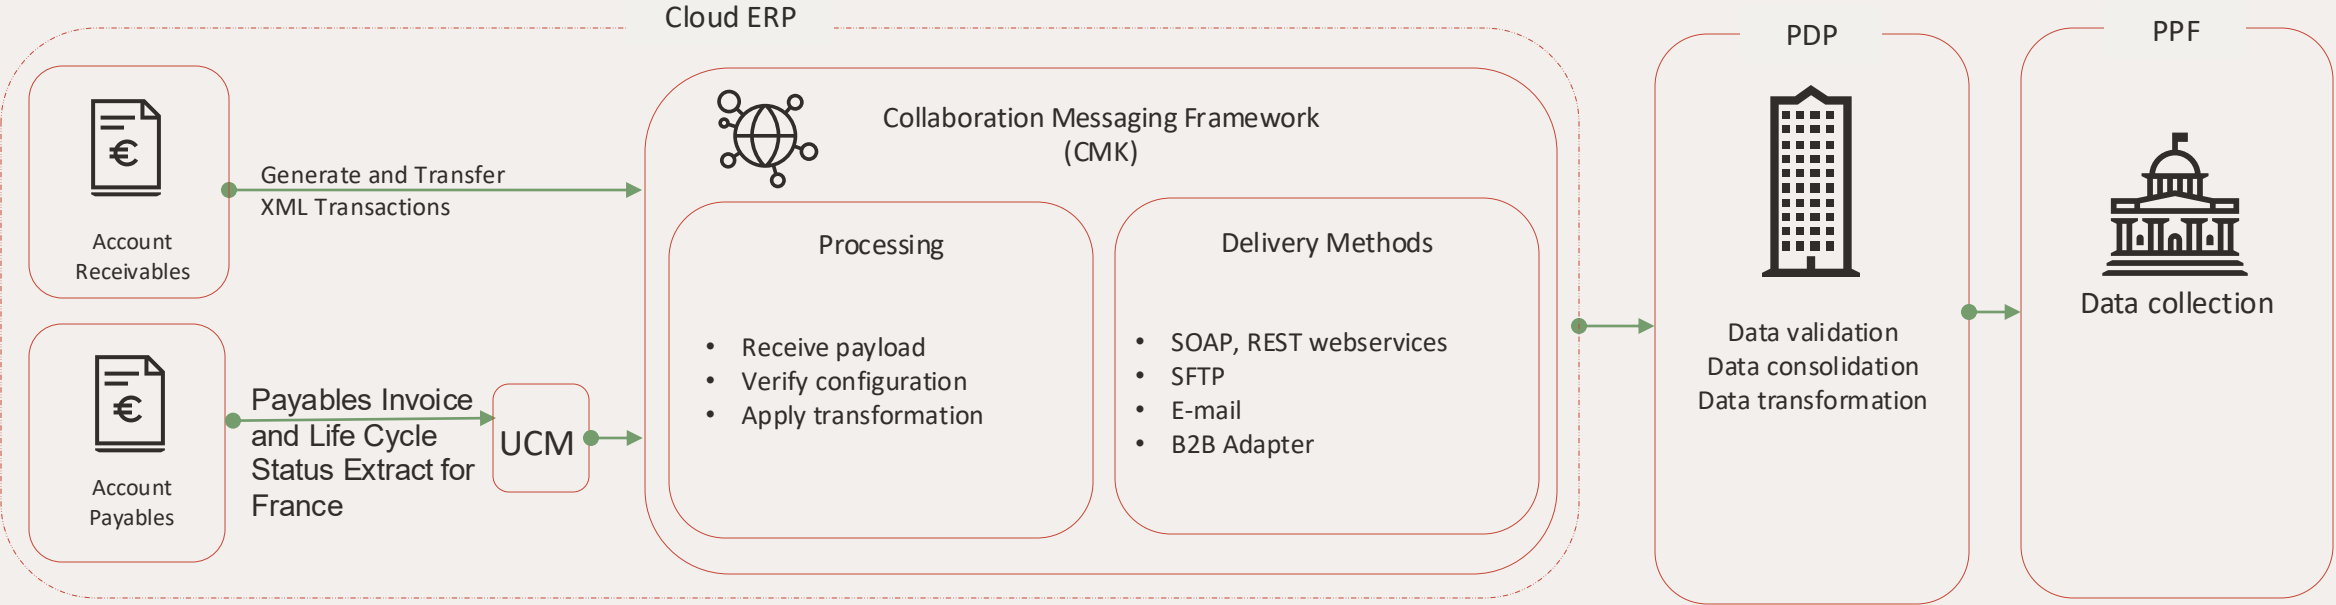 Cloud ERP
Account
Receivables
Generate and Transfer
XML Transactions
Account
Payables
Payables Invoice
and Life Cycle
Status Extract for
France
UCM
Collaboration Messaging Framework
(CMK)
Processing
• Receive payload
• Verify configuration
• Apply transformation
Delivery Methods
• SOAP, REST webservices
• SFTP
• E-mail
• B2B Adapter
PDP
Data validation
Data consolidation
Data transformation
PPF
Data collection